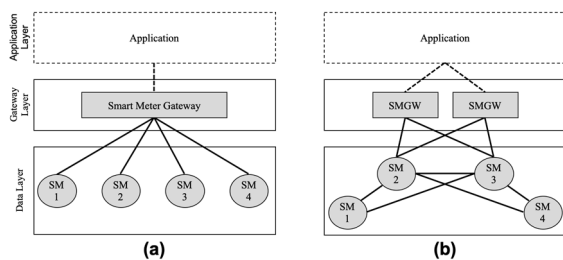 Application Layer
Application
Application
Gateway Layer
Smart Meter Gateway
SMGW
SMGW
Data Layer
SM 1
SM 2
SM 3
SM 4
SM 2
SM 3
SM 1
SM 4
(a)
(b)